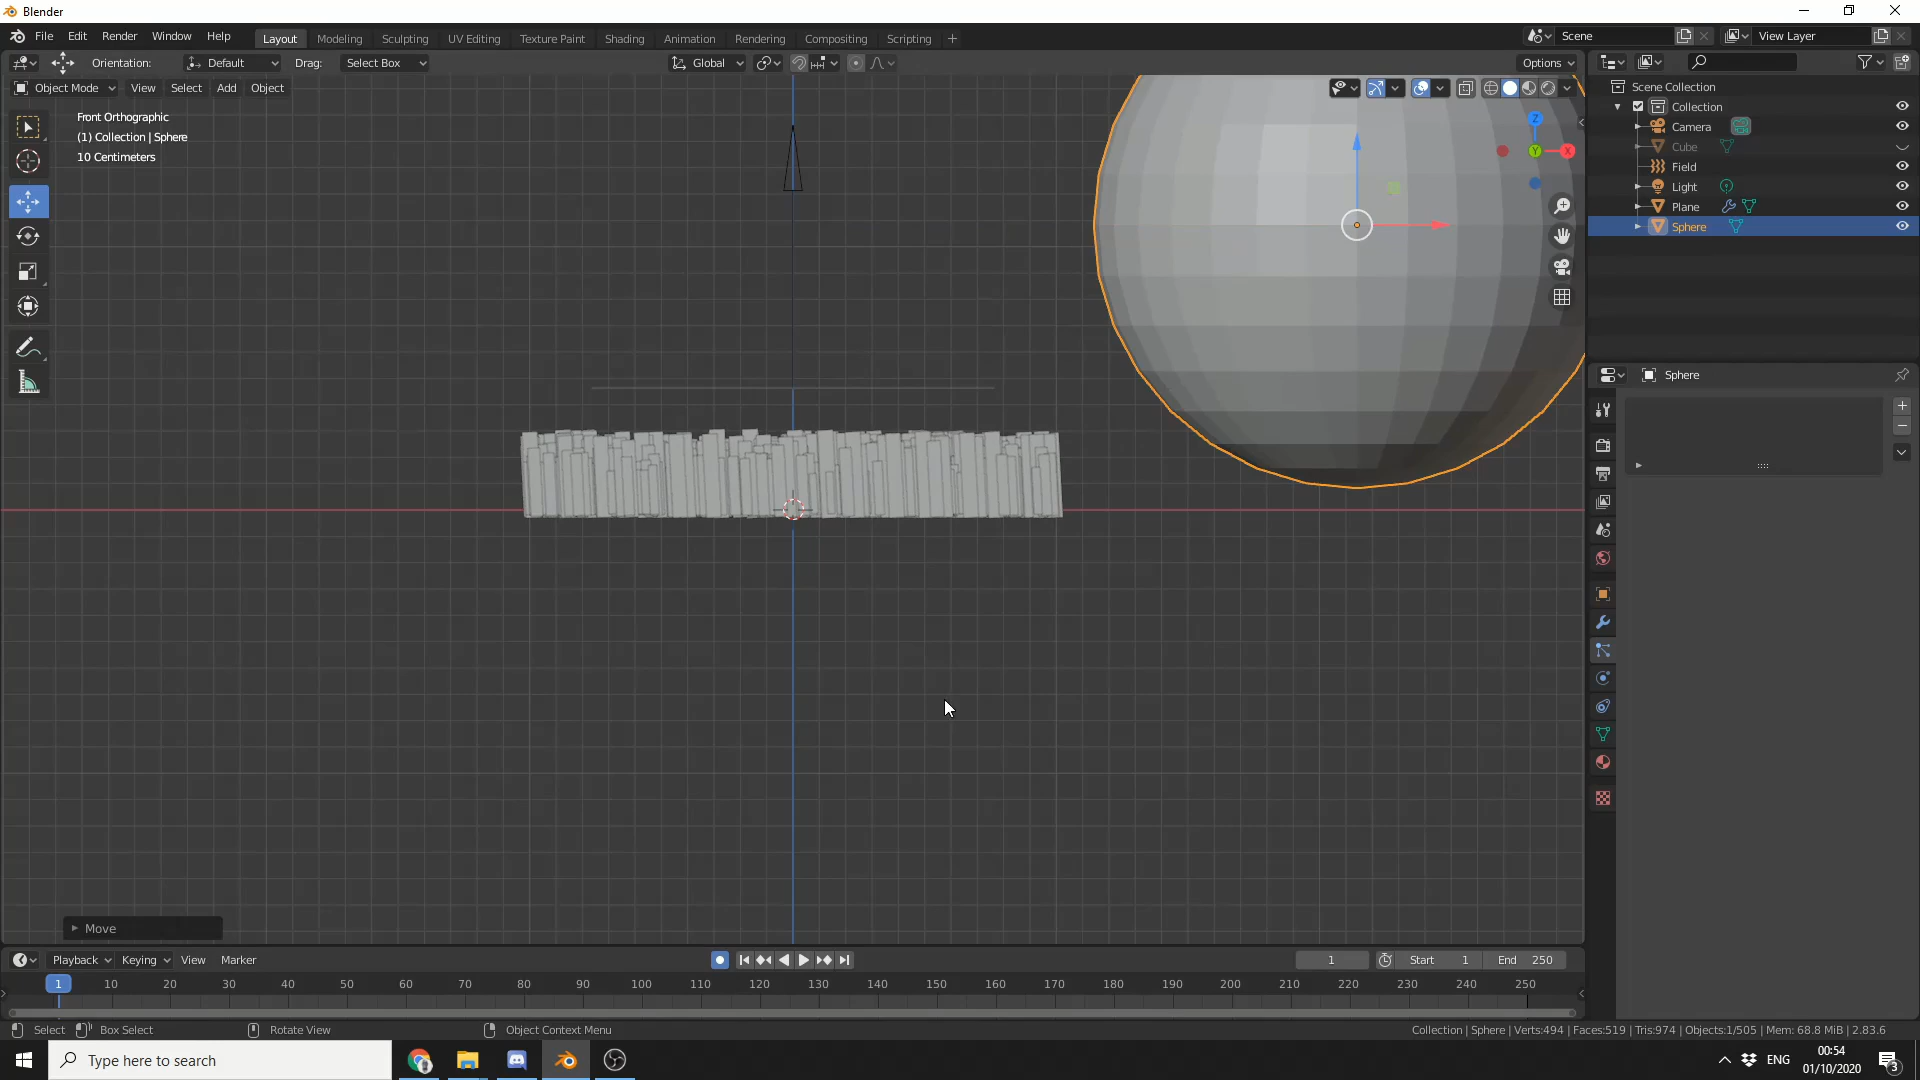 Blender
File Edit Render Window Help Layout Modeling Sculpting UV Editing Texture Paint Shading Animation Rendering Compositing Scripting + Scene View Layer
Orientation: Default Drag: Select Box Global Options
Object Mode View Select Add Object
Front Orthographic
(1) Collection | Sphere
10 Centimeters
Z
Y
X
Scene Collection
Collection
Camera
Cube
Field
Light
Plane
Sphere
Sphere
Move
Playback Keying View Marker 1 Start 1 End 250
1 10 20 30 40 50 60 70 80 90 100 110 120 130 140 150 160 170 180 190 200 210 220 230 240 250
Select Box Select Rotate View Object Context Menu Collection | Sphere | Verts:494 | Faces:519 | Tris:974 | Objects:1/505 | Mem: 68.8 MiB | 2.83.6
Type here to search ENG 00:54
01/10/2020
3